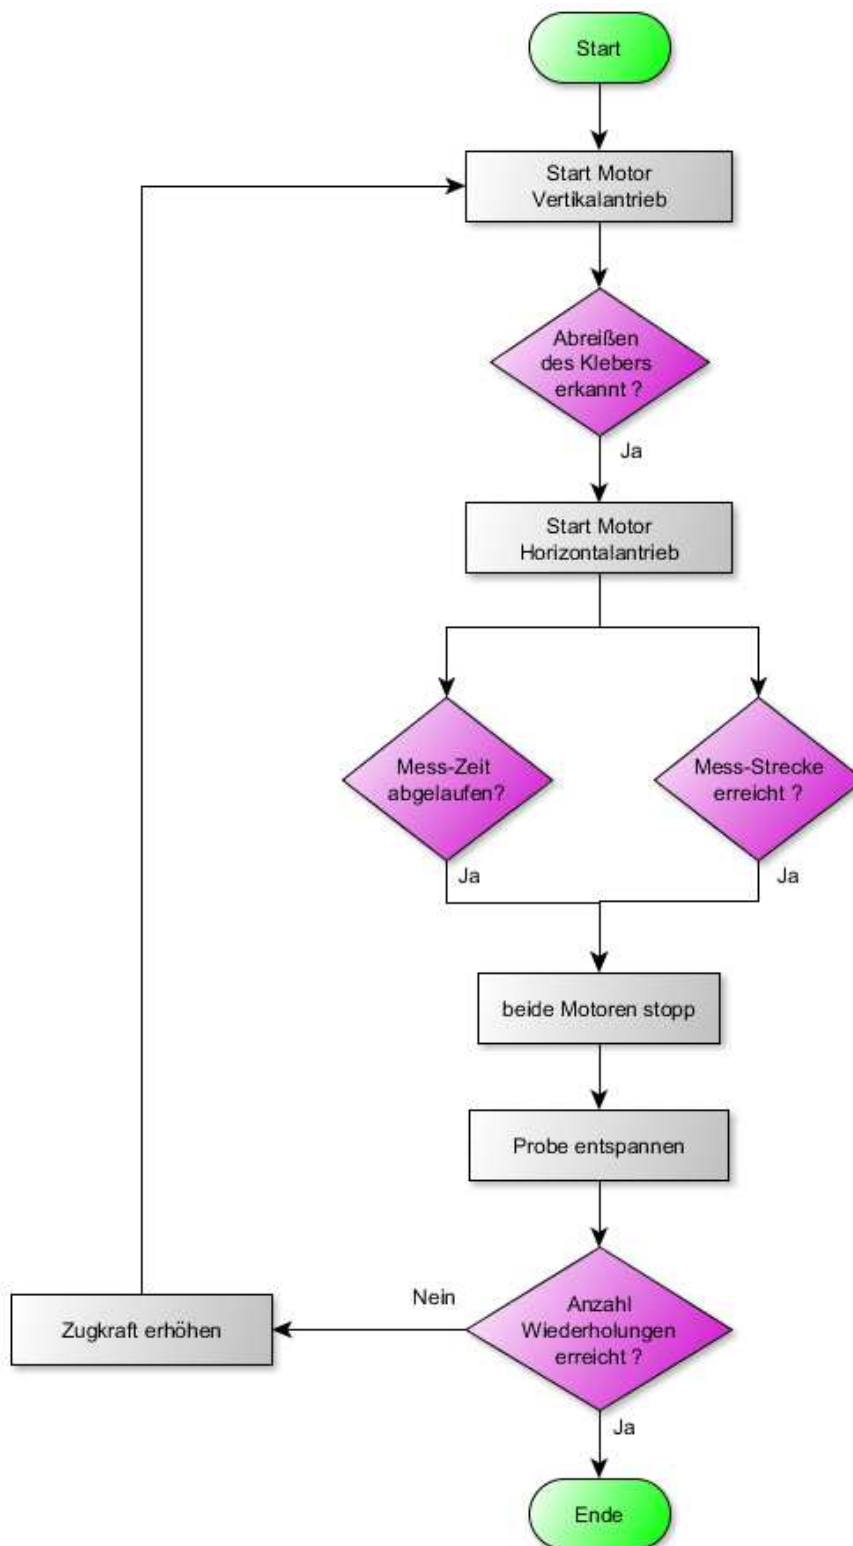 Start
Start Motor
Vertikalantrieb
Abreißen
des Klebers
erkannt ?
Ja
Start Motor
Horizontalantrieb
Mess-Zeit
abgelaufen?
Mess-Strecke
erreicht ?
Ja
Ja
beide Motoren stopp
Probe entspannen
Anzahl
Wiederholungen
erreicht ?
Nein
Zugkraft erhöhen
Ja
Ende